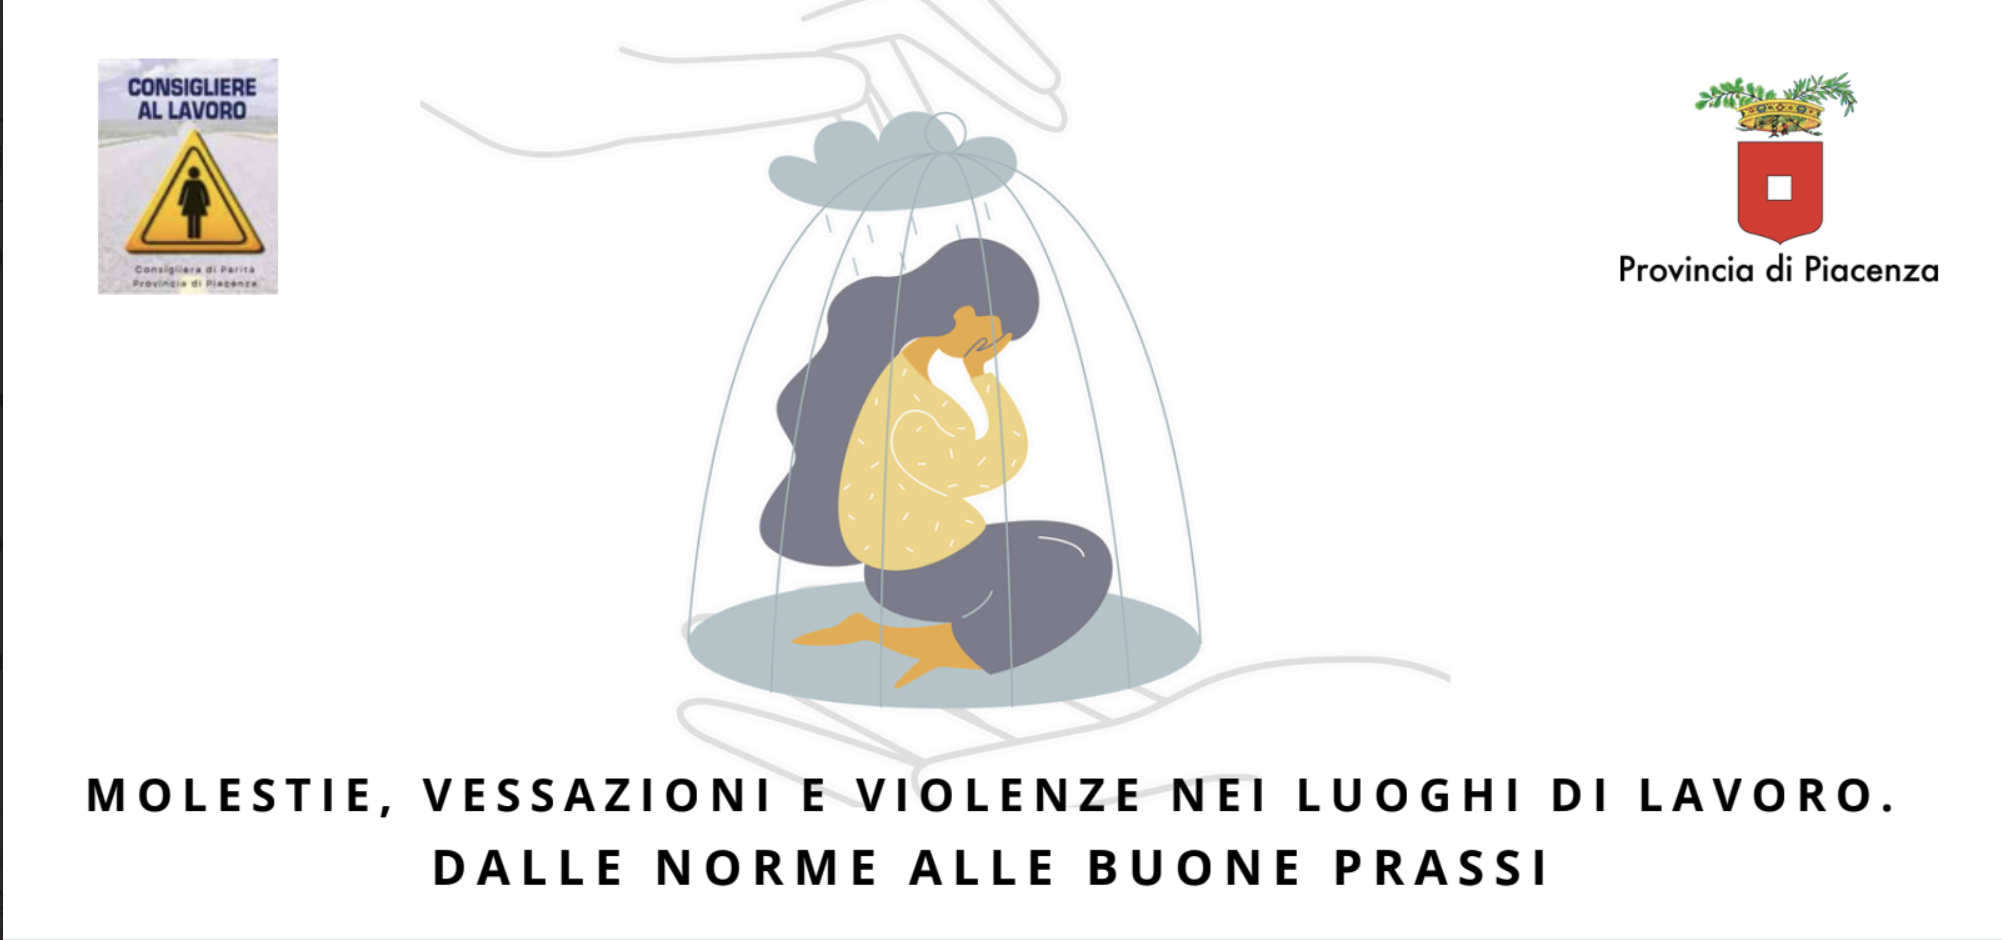 CONSIGLIERE
AL LAVORO
Consigliera di Parità
Provincia di Piacenza
Provincia di Piacenza
MOLESTIE, VESSAZIONI E VIOLENZE NEI LUOGHI DI LAVORO.
DALLE NORME ALLE BUONE PRASSI